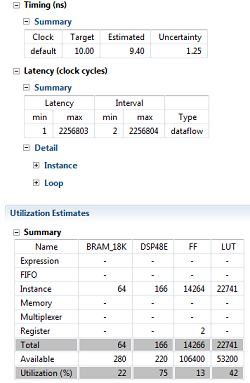 Timing (ns)
Summary
Clock Target Estimated Uncertainty
default 10.00 9.40 1.25
Latency (clock cycles)
Summary
Latency Interval
min max min max Type
1 2256803 2 2256804 dataflow
Detail
Instance
Loop
Utilization Estimates
Summary
Name BRAM_18K DSP48E FF LUT
Expression - - - -
FIFO - - - -
Instance 64 166 14264 22741
Memory - - - -
Multiplexer - - - -
Register - - 2 -
Total 64 166 14266 22741
Available 280 220 106400 53200
Utilization (%) 22 75 13 42